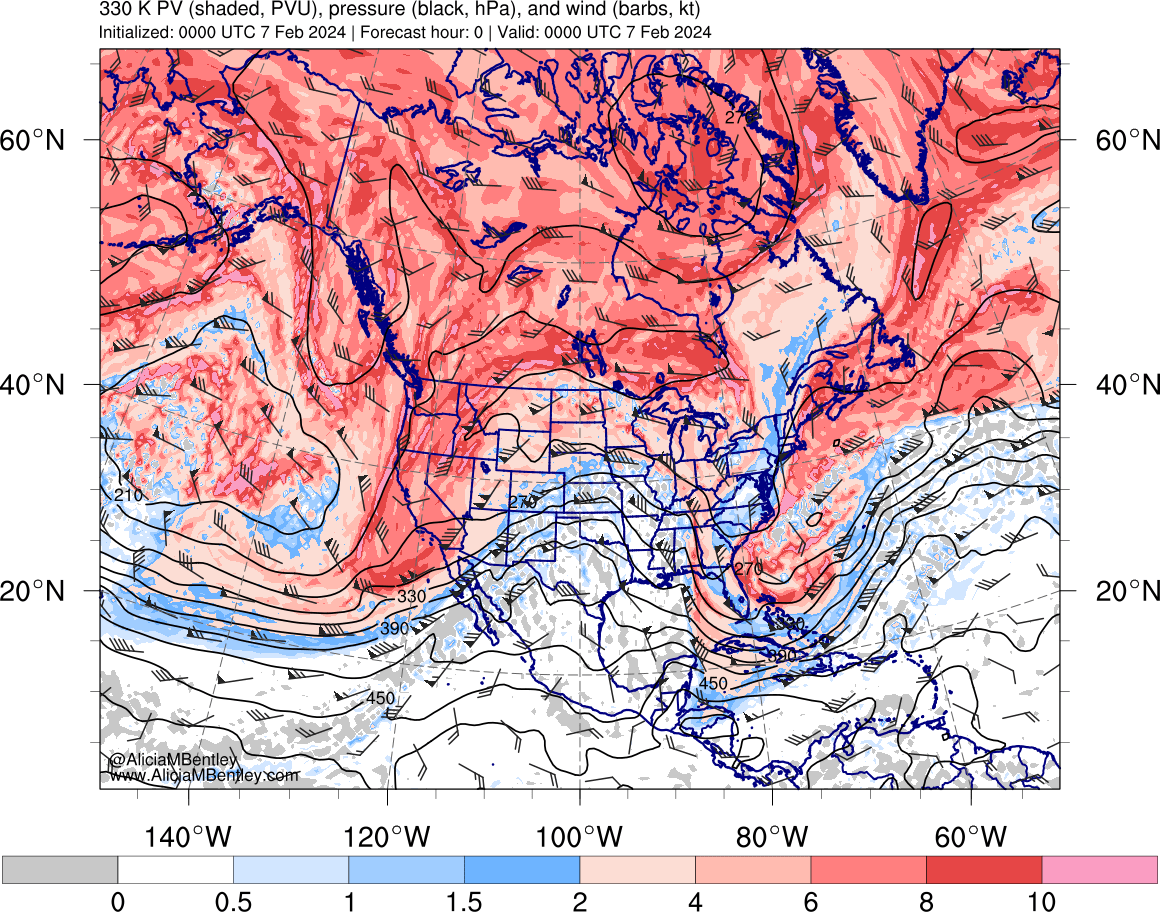 330 K PV (shaded, PVU), pressure (black, hPa), and wind (barbs, kt)
Initialized: 0000 UTC 7 Feb 2024 | Forecast hour: 0 | Valid: 0000 UTC 7 Feb 2024
270
60°N 60°N
40°N 40°N
210
270
270
20°N 20°N
330
390
330
390
450
450
@AliciaMBentley
www.AliciaMBentley.com
140°W 120°W 100°W 80°W 60°W
0 0.5 1 1.5 2 4 6 8 10